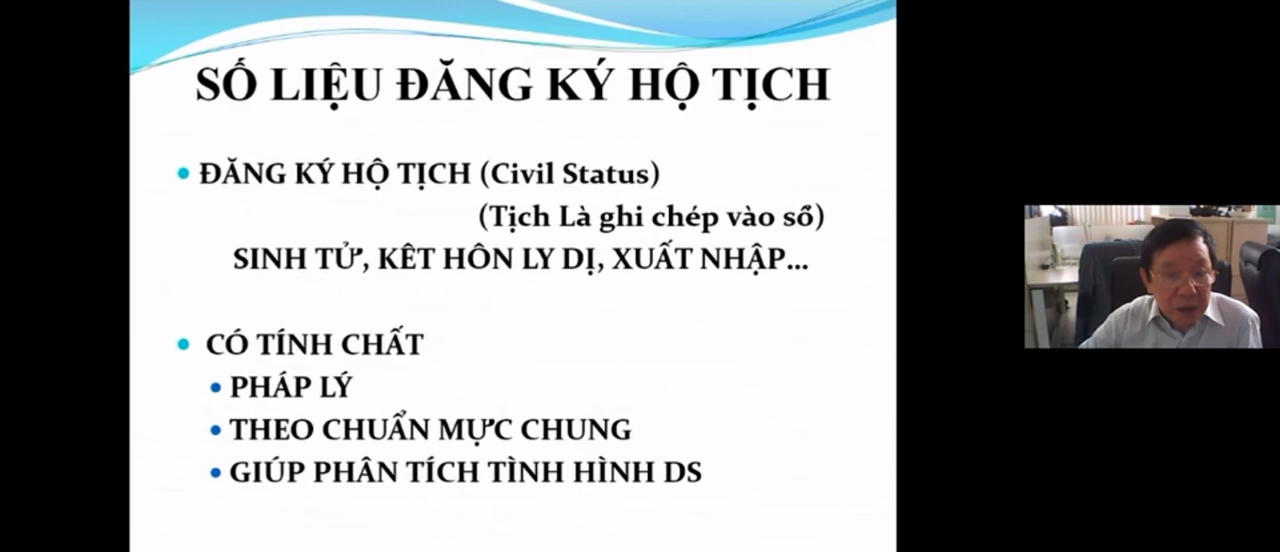 SỐ LIỆU ĐĂNG KÝ HỘ TỊCH
ĐĂNG KÝ HỘ TỊCH (Civil Status)
(Tịch Là ghi chép vào sổ)
SINH TỬ, KÊT HÔN LY DỊ, XUẤT NHẬP...
CÓ TÍNH CHẤT
PHÁP LÝ
THEO CHUẨN MỰC CHUNG
GIÚP PHÂN TÍCH TÌNH HÌNH DS